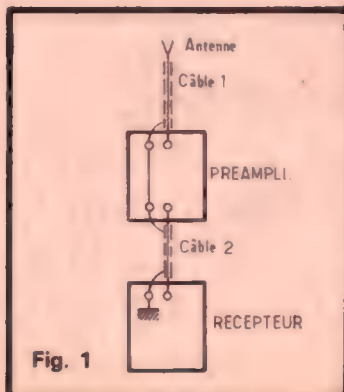 Antenne
Câble 1
PREAMPLI.
Câble 2
RECEPTEUR
Fig. 1